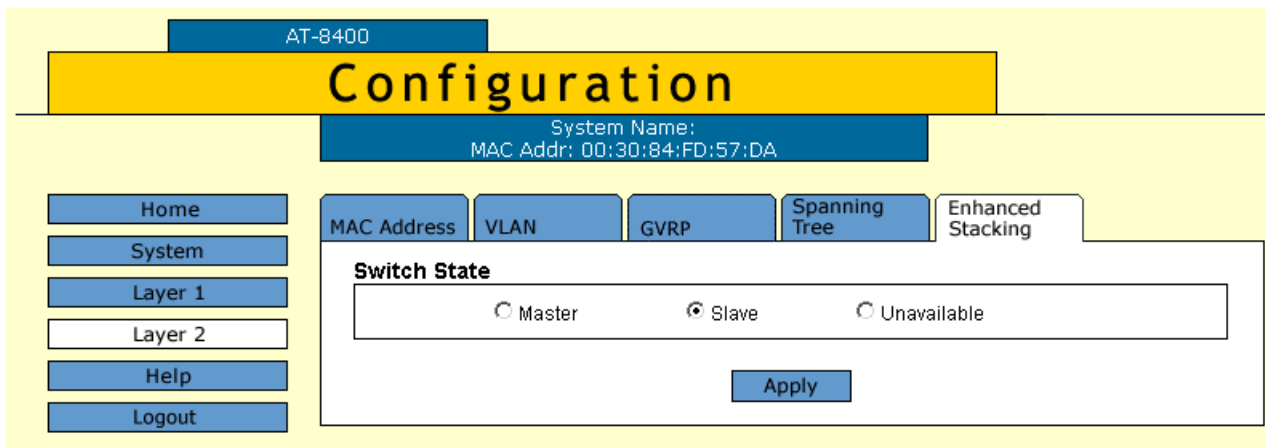 AT-8400
Configuration
System Name:
MAC Addr: 00:30:84:FD:57:DA
Home
System
Layer 1
Layer 2
Help
Logout
MAC Address
VLAN
GVRP
Spanning
Tree
Enhanced
Stacking
Switch State
Master
Slave
Unavailable
Apply